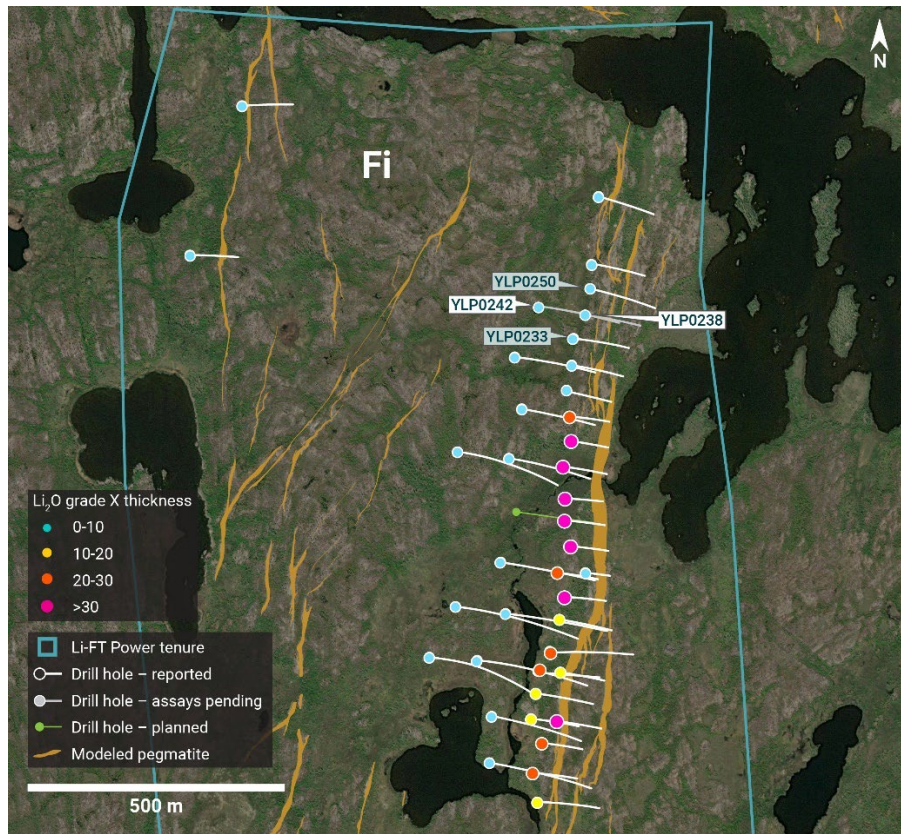 N
Fi
YLP0250
YLP0242
YLP0238
YLP0233
Li₂O grade X thickness
0-10
10-20
20-30
>30
Li-FT Power tenure
Drill hole – reported
Drill hole – assays pending
Drill hole – planned
Modeled pegmatite
500 m